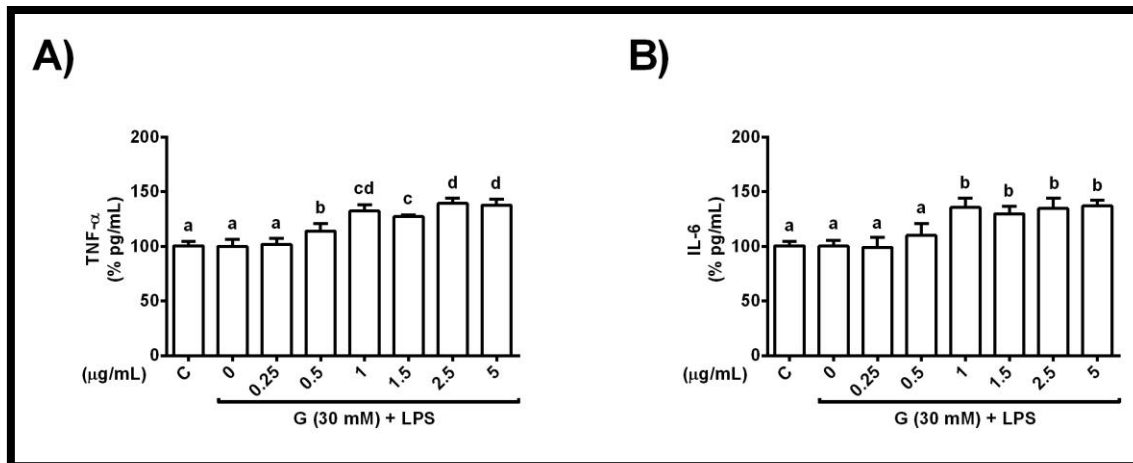 A)
200
150
100
50
0
TNF-α
(% pg/mL)
a
a
a
b
cd
c
d
d
(μg/mL)
C
0
0.25
0.5
1
1.5
2.5
5
G (30 mM) + LPS
B)
200
150
100
50
0
IL-6
(% pg/mL)
a
a
a
a
b
b
b
b
(μg/mL)
C
0
0.25
0.5
1
1.5
2.5
5
G (30 mM) + LPS